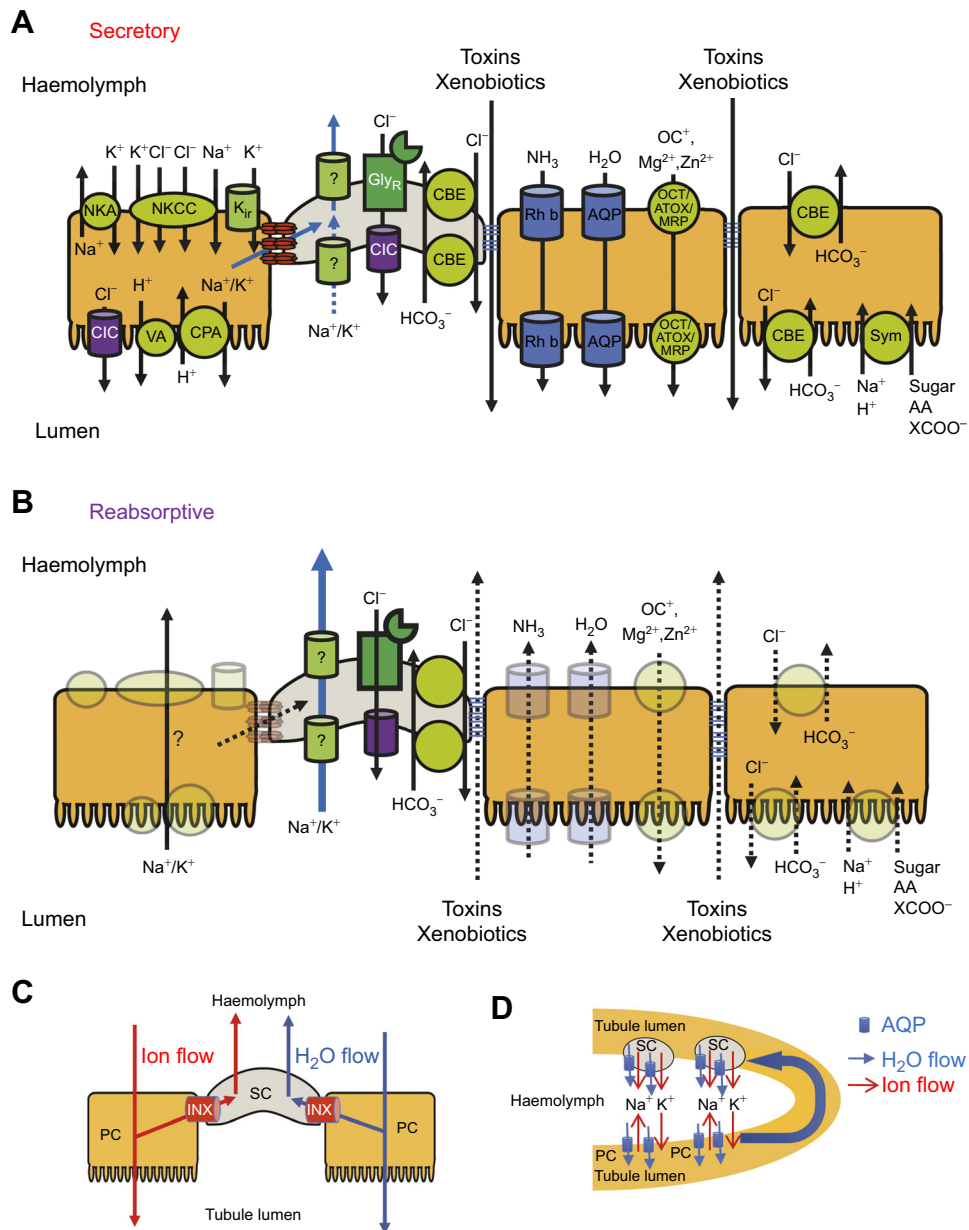 A
Secretory
Toxins
Xenobiotics
Toxins
Xenobiotics
Haemolymph
K⁺ K⁺ Cl⁻ Cl⁻ Na⁺ K⁺
Cl⁻
Cl⁻
NH₃
H₂O
OC⁺,
Mg²⁺,Zn²⁺
Cl⁻
NKA
NKCC
Kir
?
GlyR
CBE
Rh b
AQP
OCT/
ATOX/
MRP
CBE
Na⁺
HCO₃⁻
Cl⁻
H⁺
Na⁺/K⁺
?
ClC
CBE
Cl⁻
ClC
VA
CPA
H⁺
Na⁺/K⁺
HCO₃⁻
Rh b
AQP
OCT/
ATOX/
MRP
CBE
Sym
HCO₃⁻
Na⁺
H⁺
Sugar
AA
XCOO⁻
Lumen
B
Reabsorptive
Haemolymph
Cl⁻
Cl⁻
NH₃
H₂O
OC⁺,
Mg²⁺,Zn²⁺
Cl⁻
?
?
?
HCO₃⁻
Cl⁻
Na⁺/K⁺
Na⁺/K⁺
HCO₃⁻
HCO₃⁻
Na⁺
H⁺
Sugar
AA
XCOO⁻
Lumen
Toxins
Xenobiotics
Toxins
Xenobiotics
C
Haemolymph
Ion flow
H₂O flow
SC
INX
INX
PC
PC
Tubule lumen
D
Tubule lumen
SC
SC
Haemolymph
Na⁺ K⁺
Na⁺ K⁺
PC
PC
Tubule lumen
AQP
H₂O flow
Ion flow